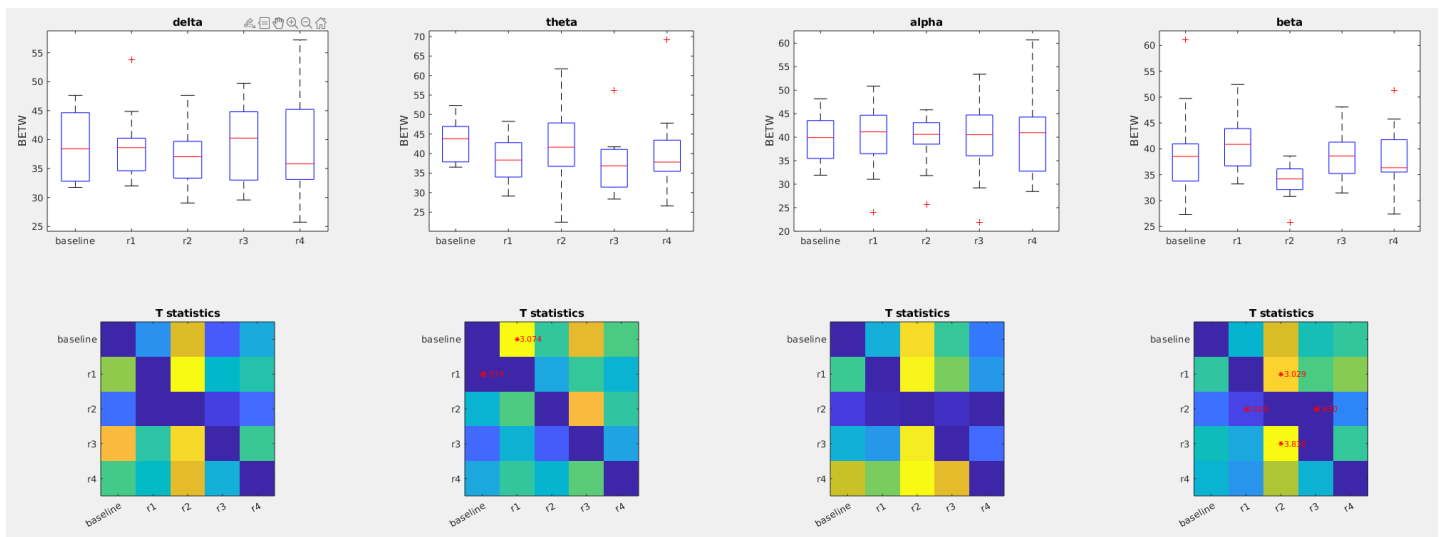 delta
55
50
45
40
35
30
25
BETW
baseline r1 r2 r3 r4
theta
70
65
60
55
50
45
40
35
30
25
BETW
baseline r1 r2 r3 r4
alpha
60
55
50
45
40
35
30
25
20
BETW
baseline r1 r2 r3 r4
beta
60
55
50
45
40
35
30
25
BETW
baseline r1 r2 r3 r4
T statistics
baseline
r1
r2
r3
r4
baseline r1 r2 r3 r4
T statistics
baseline
r1
r2
r3
r4
3.074
baseline r1 r2 r3 r4
T statistics
baseline
r1
r2
r3
r4
baseline r1 r2 r3 r4
T statistics
baseline
r1
r2
r3
r4
3.029
baseline r1 r2 r3 r4